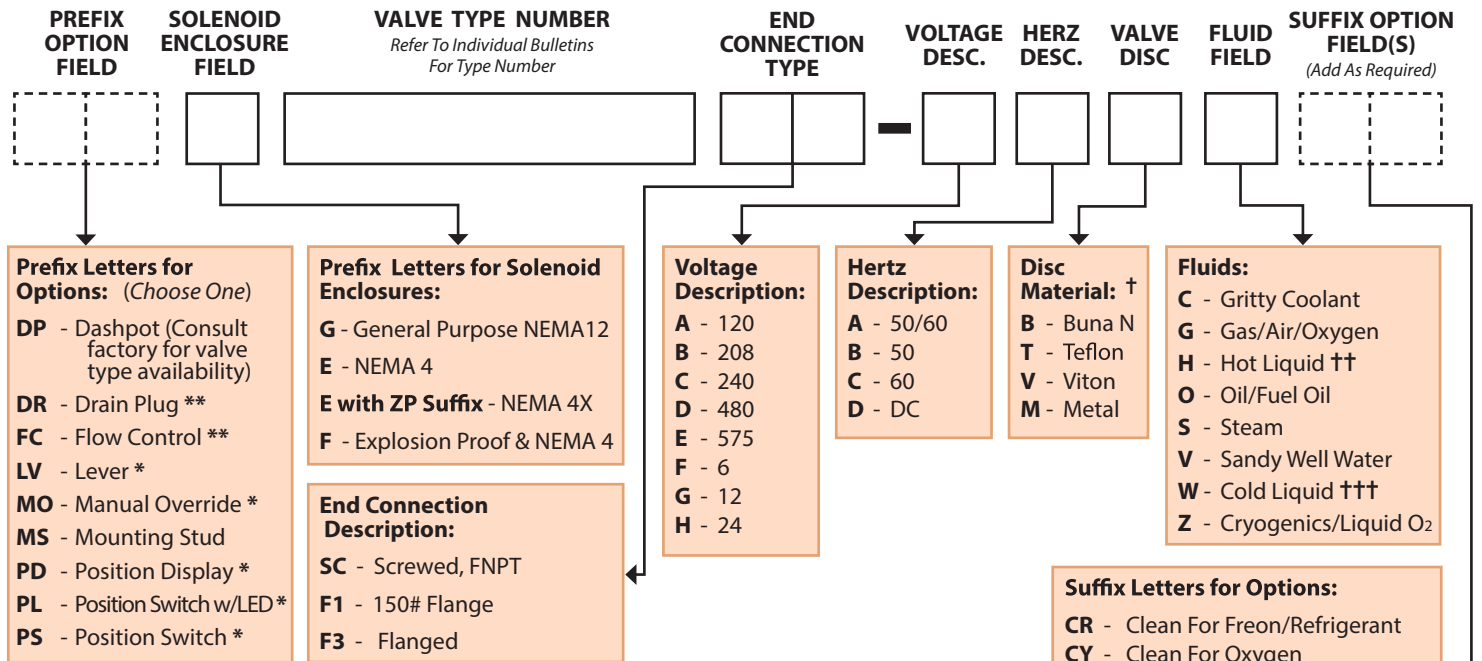 PREFIX
OPTION
FIELD
SOLENOID
ENCLOSURE
FIELD
VALVE TYPE NUMBER
Refer To Individual Bulletins
For Type Number
END
CONNECTION
TYPE
VOLTAGE
DESC.
HERZ
DESC.
VALVE
DISC
FLUID
FIELD
SUFFIX OPTION
FIELD(S)
(Add As Required)
Prefix Letters for
Options: (Choose One)
DP - Dashpot (Consult
factory for valve
type availability)
DR - Drain Plug **
FC - Flow Control **
LV - Lever *
MO - Manual Override *
MS - Mounting Stud
PD - Position Display *
PL - Position Switch w/LED *
PS - Position Switch *
Prefix Letters for Solenoid
Enclosures:
G - General Purpose NEMA12
E - NEMA 4
E with ZP Suffix - NEMA 4X
F - Explosion Proof & NEMA 4
End Connection
Description:
SC - Screwed, FNPT
F1 - 150# Flange
F3 - Flanged
Voltage
Description:
A - 120
B - 208
C - 240
D - 480
E - 575
F - 6
G - 12
H - 24
Hertz
Description:
A - 50/60
B - 50
C - 60
D - DC
Disc
Material: †
B - Buna N
T - Teflon
V - Viton
M - Metal
Fluids:
C - Gritty Coolant
G - Gas/Air/Oxygen
H - Hot Liquid ††
O - Oil/Fuel Oil
S - Steam
V - Sandy Well Water
W - Cold Liquid †††
Z - Cryogenics/Liquid O2
Suffix Letters for Options:
CR - Clean For Freon/Refrigerant
CY - Clean For Oxygen